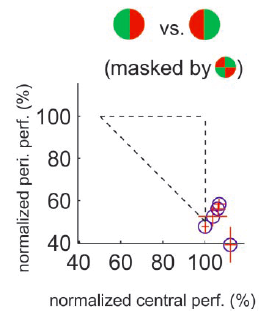 vs.
(masked by )
normalized peri. perf. (%)
100
80
60
40
40 60 80 100
normalized central perf. (%)